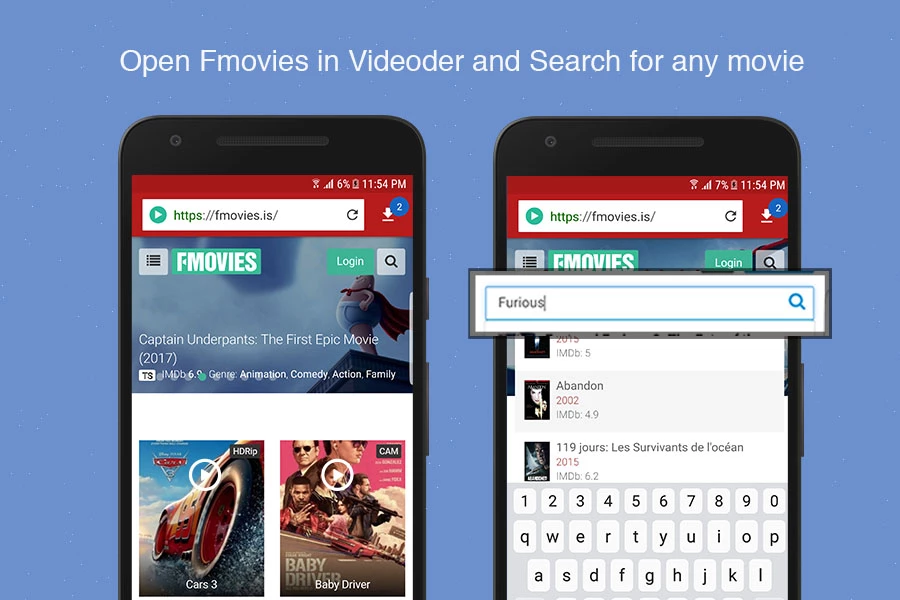 Open Fmovies in Videoder and Search for any movie
6% 11:54 PM
https://fmovies.is/
2
FMOVIES
Login
Captain Underpants: The First Epic Movie
(2017)
TS IMDb 6.9 Genre: Animation, Comedy, Action, Family
HDRip
Cars 3
CAM
BABY
DRIVER
Baby Driver
7% 11:54 PM
https://fmovies.is/
2
FMOVIES
Login
Furious
2015
IMDb: 5
Abandon
2002
IMDb: 4.9
119 jours: Les Survivants de l'océan
2015
IMDb: 6.2
1 2 3 4 5 6 7 8 9 0
q w e r t y u i o p
a s d f g h j k l